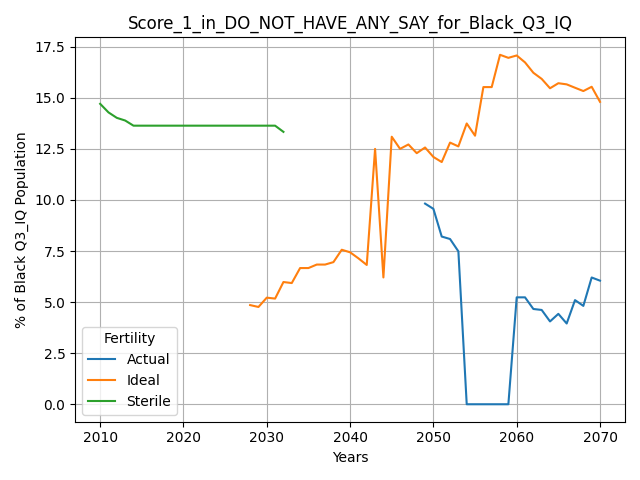 Score_1_in_DO_NOT_HAVE_ANY_SAY_for_Black_Q3_IQ
17.5
15.0
12.5
10.0
7.5
5.0
2.5
0.0
% of Black Q3_IQ Population
Fertility
Actual
Ideal
Sterile
2010 2020 2030 2040 2050 2060 2070
Years